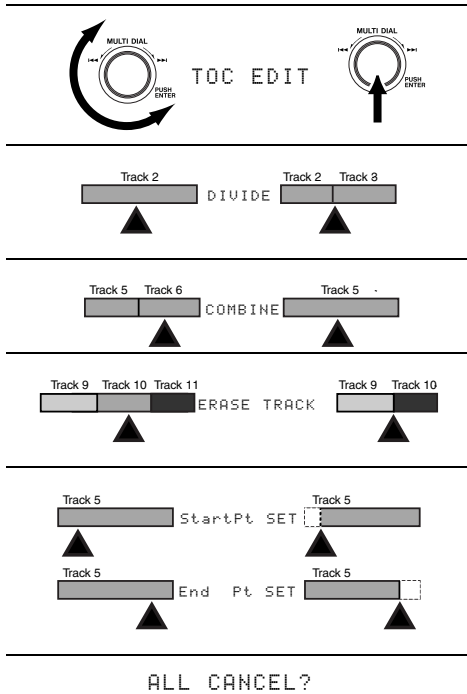 MULTI DIAL
PUSH
ENTER
TOC EDIT
MULTI DIAL
PUSH
ENTER
Track 2
DIVIDE
Track 2 Track 3
Track 5 Track 6
COMBINE
Track 5
Track 9 Track 10 Track 11
ERASE TRACK
Track 9 Track 10
Track 5
StartPt SET
Track 5
Track 5
End Pt SET
Track 5
ALL CANCEL?